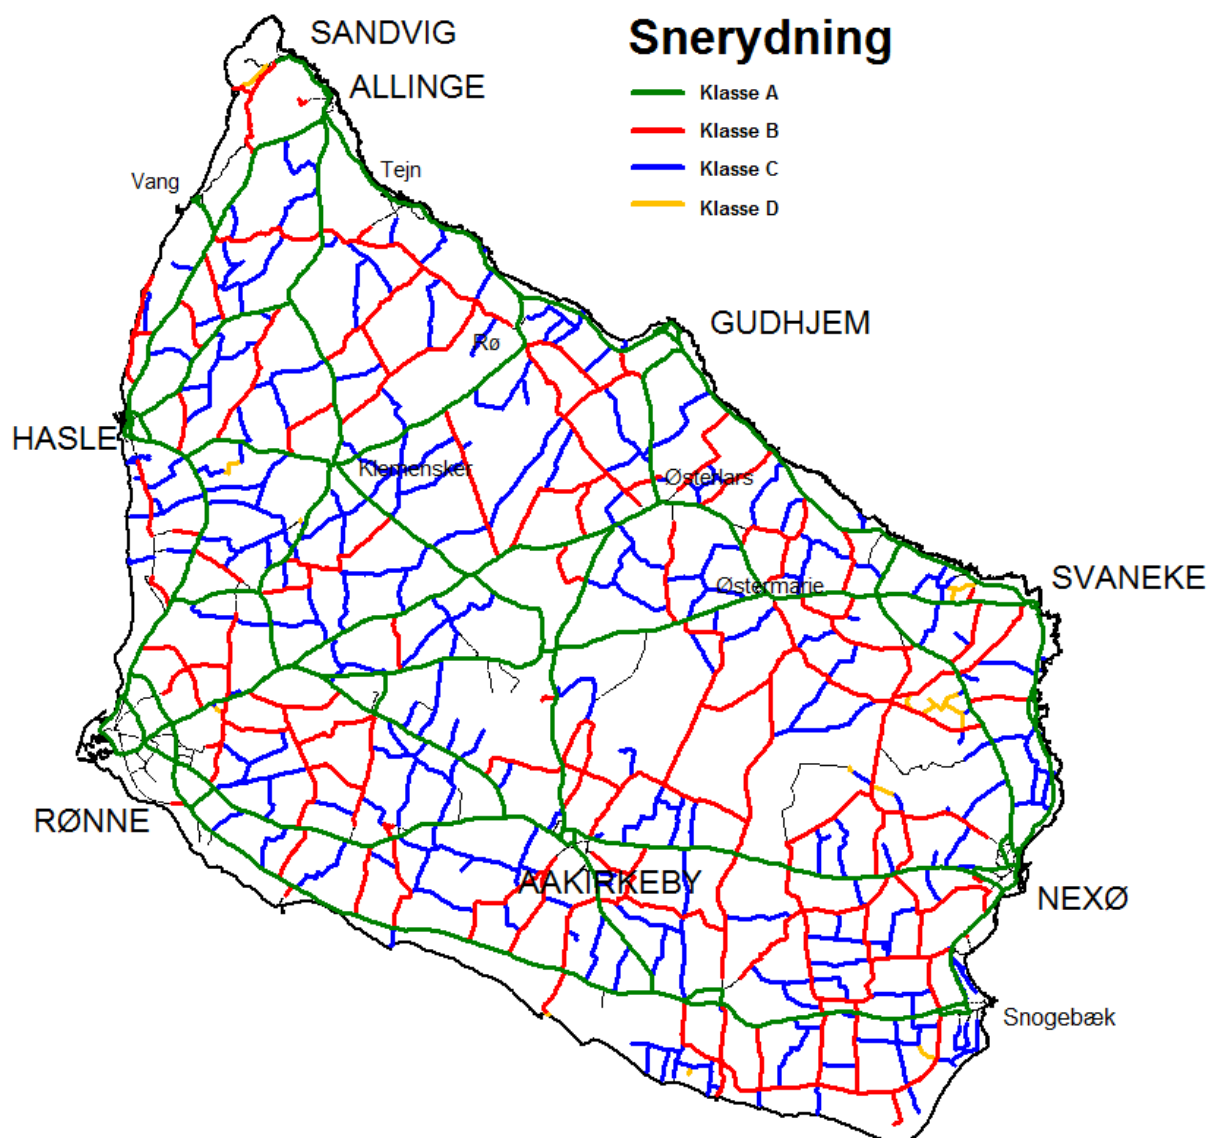 SANDVIG
Snerydning
ALLINGE
Klasse A
Klasse B
Klasse C
Klasse D
Tejn
Vang
GUDHJEM
Rø
HASLE
Klemensker
Østerlars
SVANEKE
Østermarie
RØNNE
AAKIRKEBY
NEXØ
Snogebæk